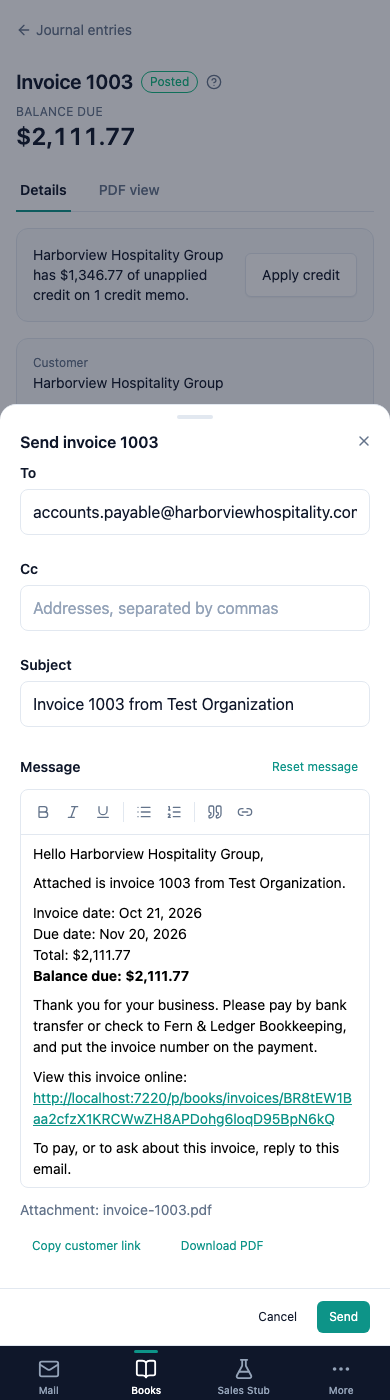 Journal entries
Invoice 1003 Posted
BALANCE DUE
$2,111.77
Details PDF view
Harborview Hospitality Group
has $1,346.77 of unapplied
credit on 1 credit memo.
Apply credit
Customer
Harborview Hospitality Group
Send invoice 1003
To
accounts.payable@harborviewhospitality.com
Cc
Addresses, separated by commas
Subject
Invoice 1003 from Test Organization
Message Reset message
Hello Harborview Hospitality Group,
Attached is invoice 1003 from Test Organization.
Invoice date: Oct 21, 2026
Due date: Nov 20, 2026
Total: $2,111.77
Balance due: $2,111.77
Thank you for your business. Please pay by bank
transfer or check to Fern & Ledger Bookkeeping,
and put the invoice number on the payment.
View this invoice online:
http://localhost:7220/p/books/invoices/BR8tEW1B
aa2cfzX1KRCWwZH8APDohg6loqD95BpN6kQ
To pay, or to ask about this invoice, reply to this
email.
Attachment: invoice-1003.pdf
Copy customer link Download PDF
Cancel Send
Mail Books Sales Stub More